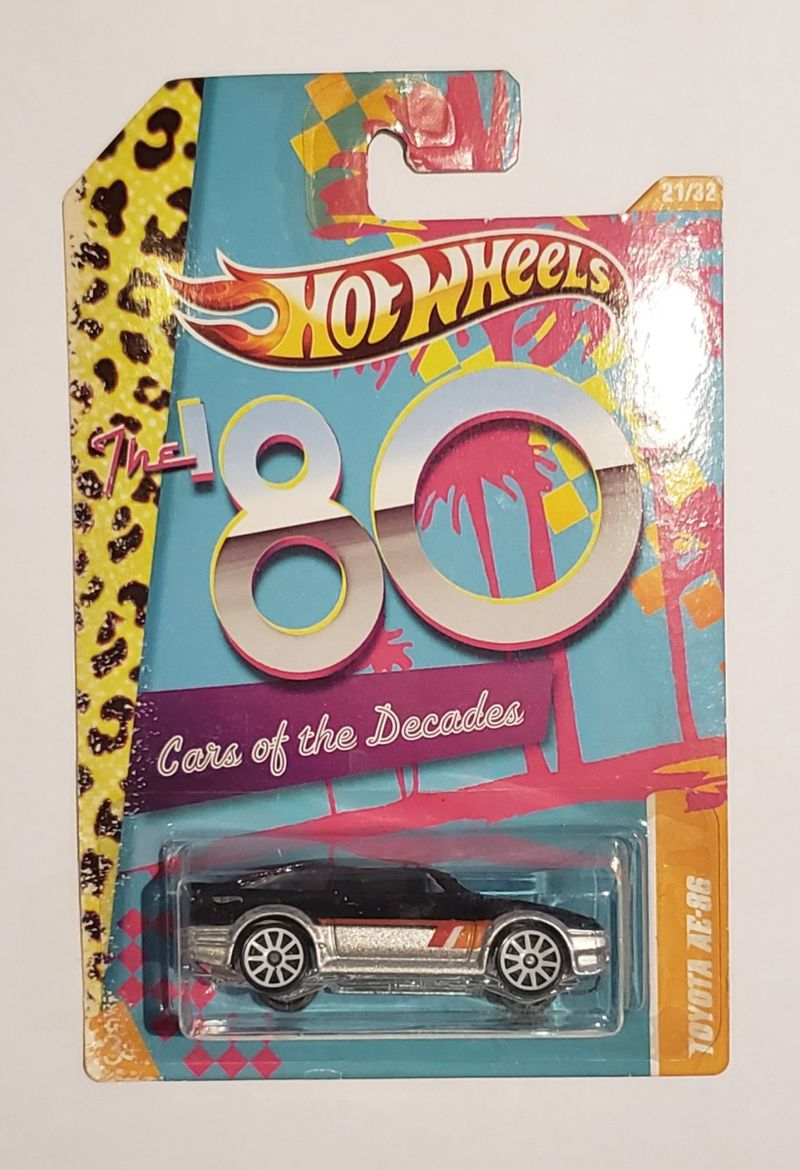 21/32
HOT WHEELS
The '80
Cars of the Decades
TOYOTA AE-86